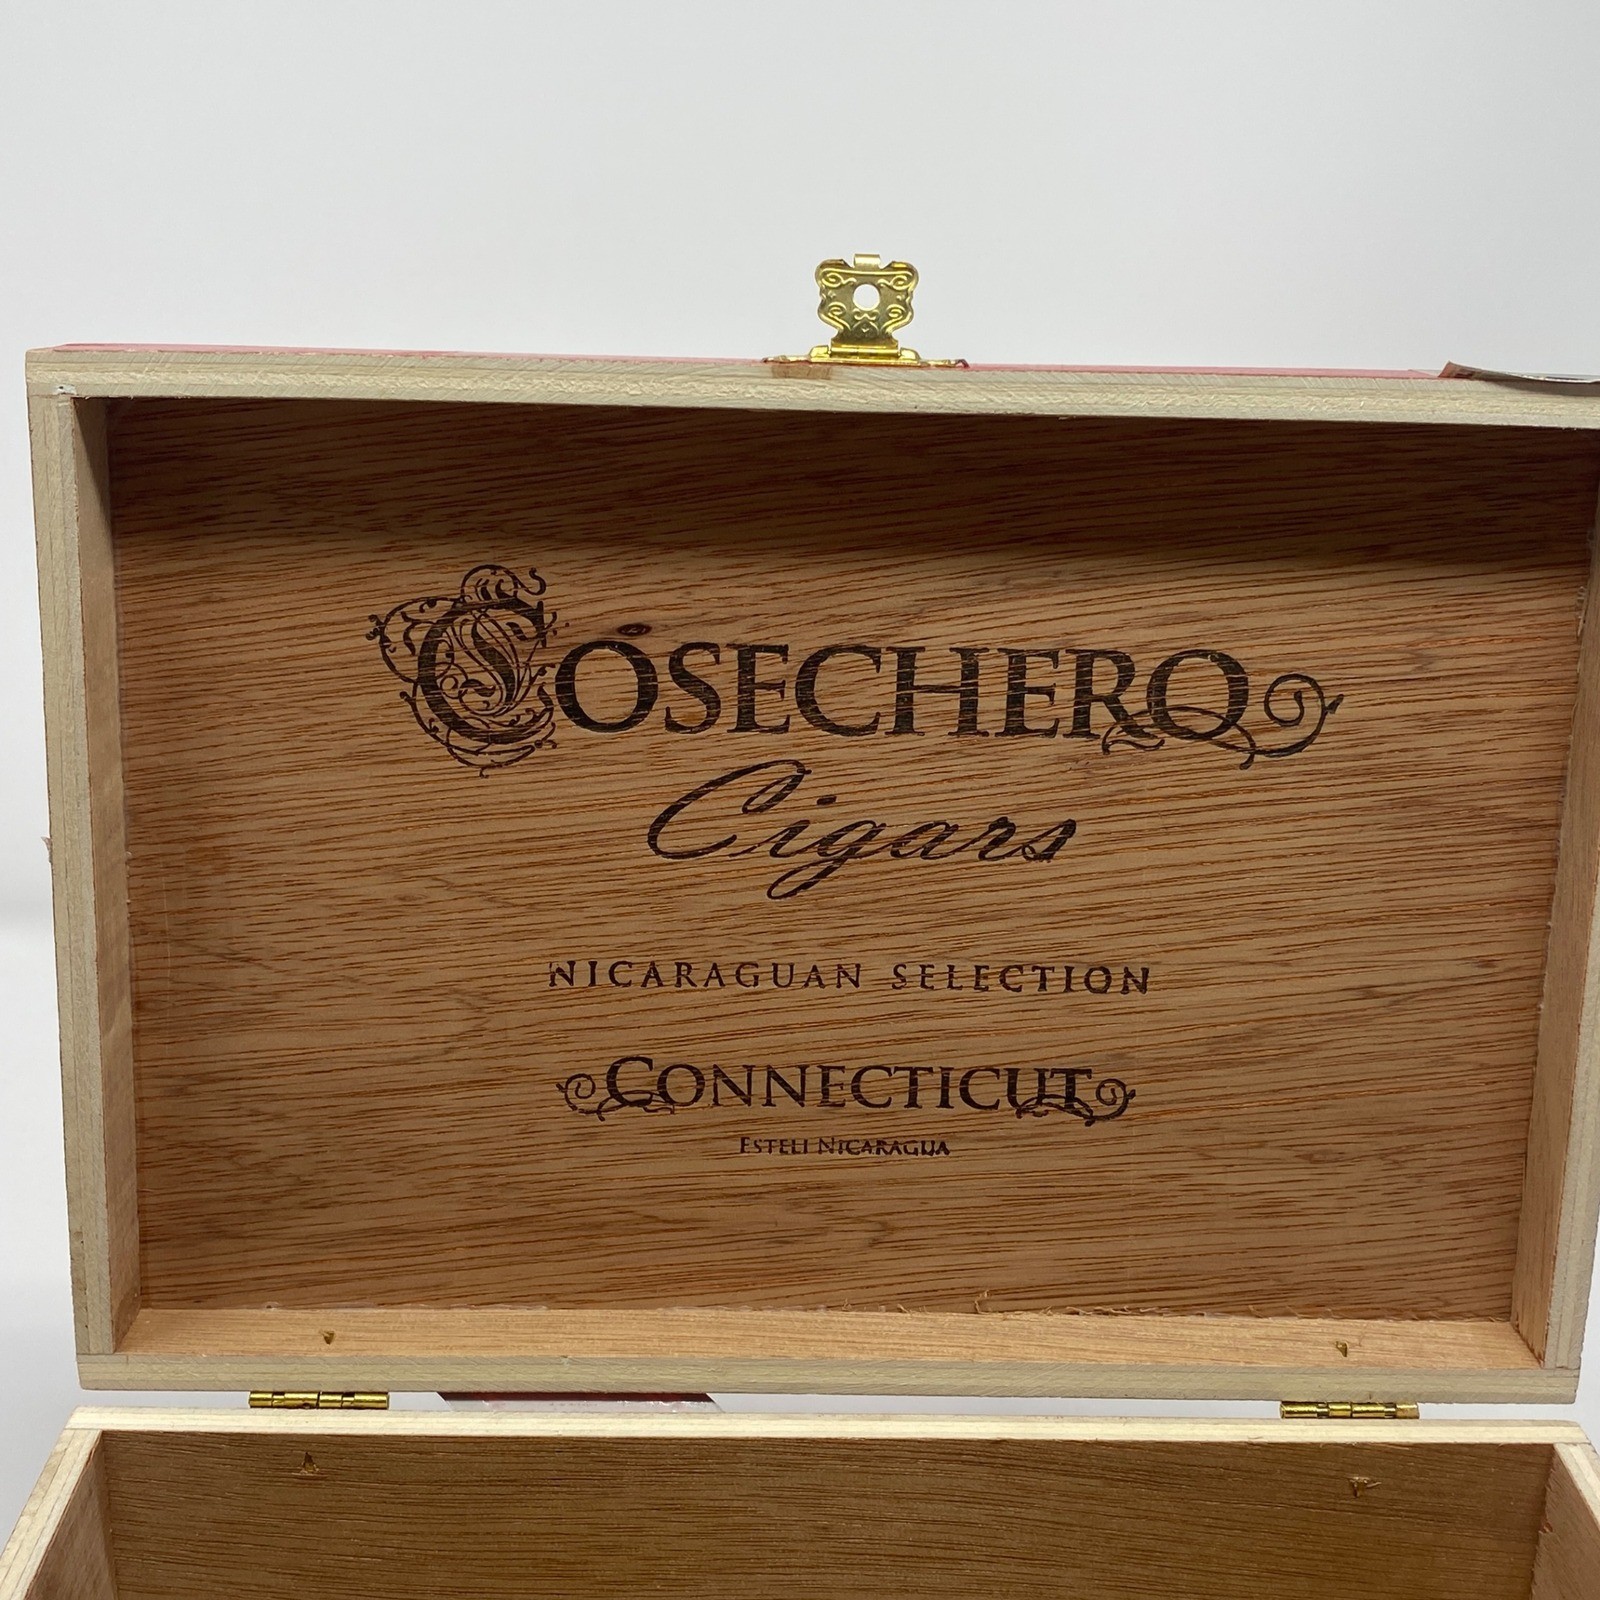 COSECHERO
Cigars
NICARAGUAN SELECTION
CONNECTICUT
ESTELI NICARAGUA